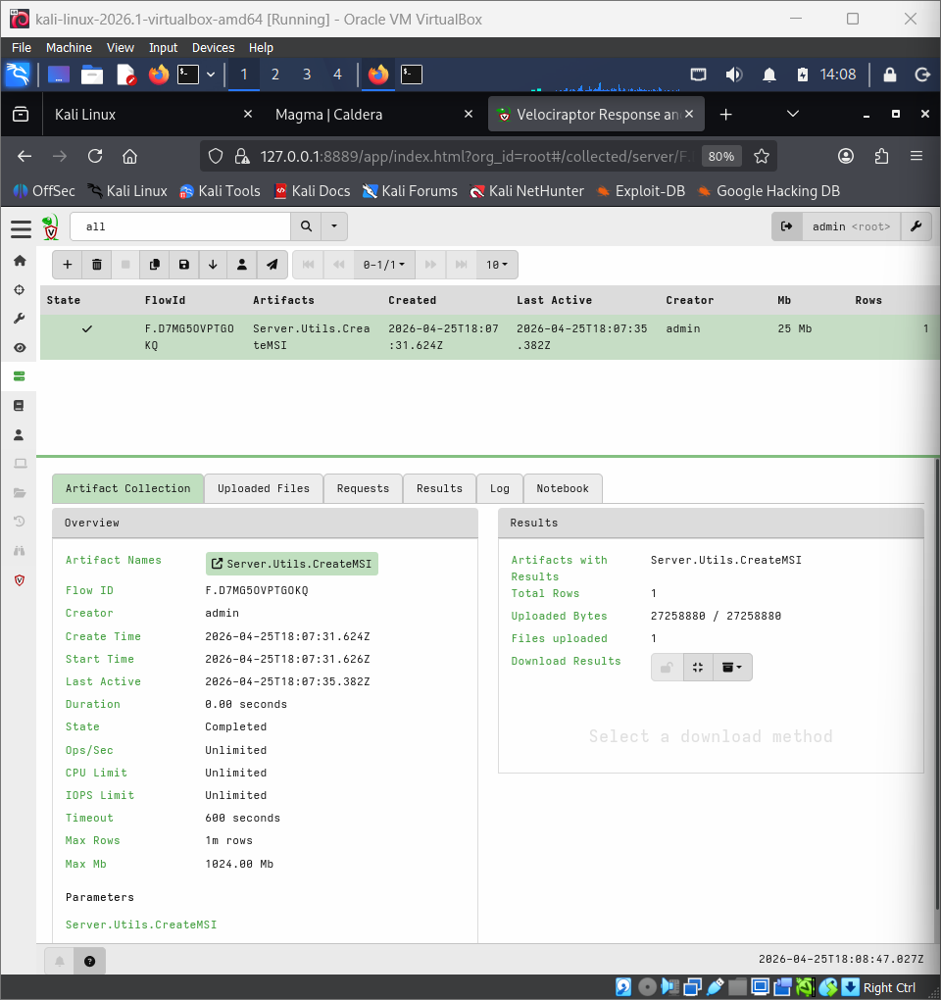 kali-linux-2026.1-virtualbox-amd64 [Running] - Oracle VM VirtualBox
File Machine View Input Devices Help
1 2 3 4 14:08
Kali Linux Magma | Caldera Velociraptor Response an
127.0.0.1:8889/app/index.html?org_id=root#/collected/server/F. 80%
OffSec Kali Linux Kali Tools Kali Docs Kali Forums Kali NetHunter Exploit-DB Google Hacking DB
all admin <root>
0-1/1 10
State FlowId Artifacts Created Last Active Creator Mb Rows
F.D7MG5OVPTGO Server.Utils.Crea 2026-04-25T18:07 2026-04-25T18:07:35 admin 25 Mb 1
KQ teMSI :31.624Z .382Z
Artifact Collection Uploaded Files Requests Results Log Notebook
Overview
Artifact Names Server.Utils.CreateMSI
Flow ID F.D7MG5OVPTGOKQ
Creator admin
Create Time 2026-04-25T18:07:31.624Z
Start Time 2026-04-25T18:07:31.626Z
Last Active 2026-04-25T18:07:35.382Z
Duration 0.00 seconds
State Completed
Ops/Sec Unlimited
CPU Limit Unlimited
IOPS Limit Unlimited
Timeout 600 seconds
Max Rows 1m rows
Max Mb 1024.00 Mb
Parameters
Server.Utils.CreateMSI
Results
Artifacts with Server.Utils.CreateMSI
Results
Total Rows 1
Uploaded Bytes 27258880 / 27258880
Files uploaded 1
Download Results
Select a download method
2026-04-25T18:08:47.027Z
Right Ctrl